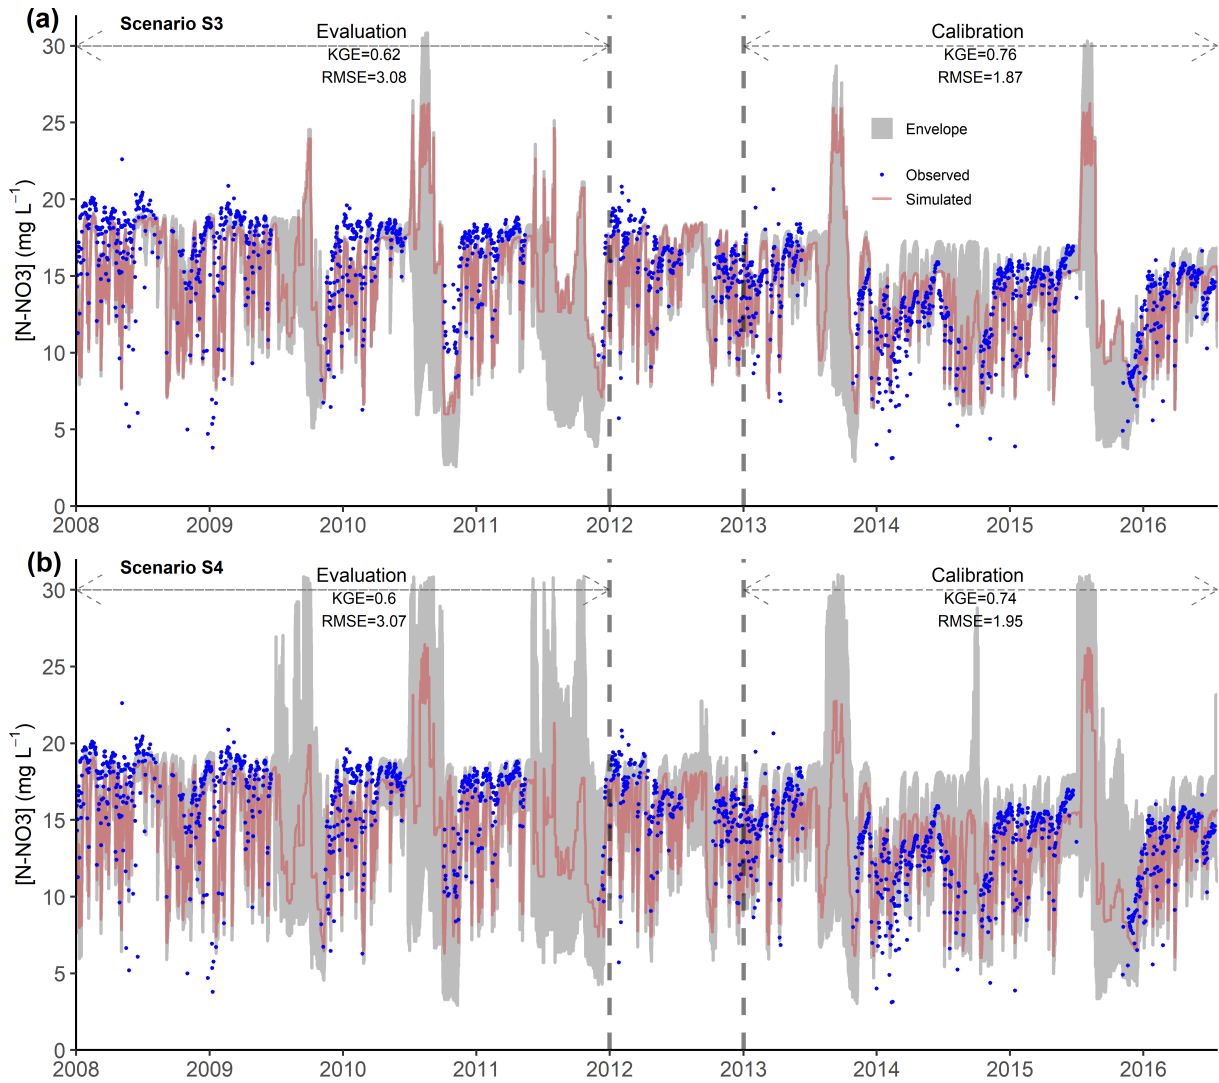 (a)
Scenario S3
Evaluation
KGE=0.62
RMSE=3.08
Calibration
KGE=0.76
RMSE=1.87
Envelope
Observed
Simulated
[N-NO3] (mg L⁻¹)
30
25
20
15
10
5
0
2008 2009 2010 2011 2012 2013 2014 2015 2016
(b)
Scenario S4
Evaluation
KGE=0.6
RMSE=3.07
Calibration
KGE=0.74
RMSE=1.95
[N-NO3] (mg L⁻¹)
30
25
20
15
10
5
0
2008 2009 2010 2011 2012 2013 2014 2015 2016